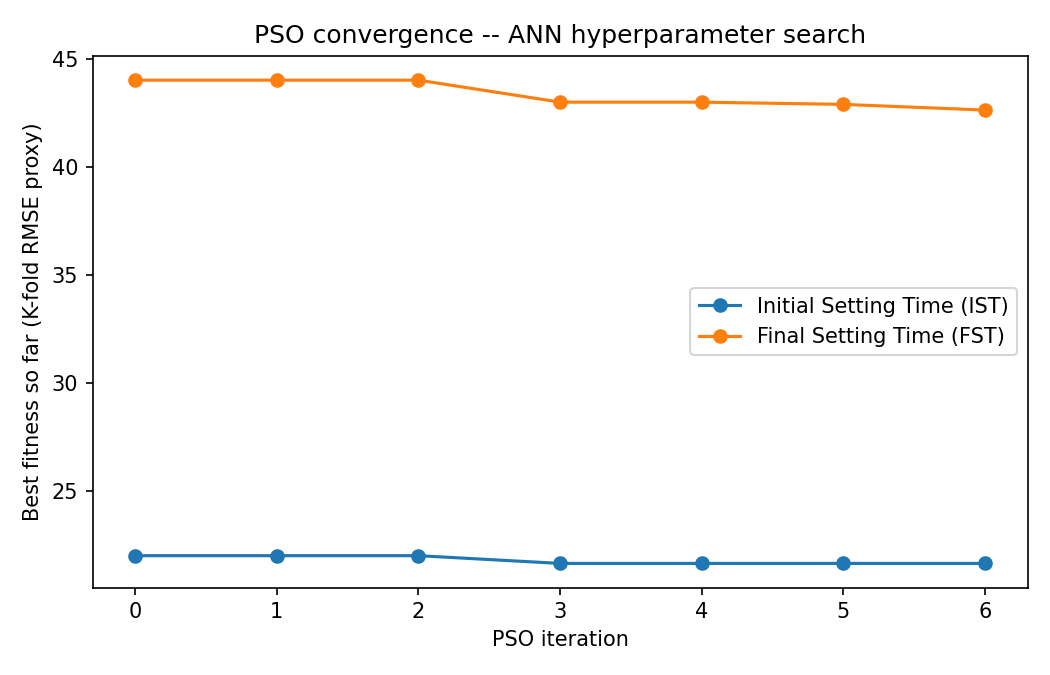 PSO convergence -- ANN hyperparameter search
Best fitness so far (K-fold RMSE proxy)
45
40
35
30
25
Initial Setting Time (IST)
Final Setting Time (FST)
0 1 2 3 4 5 6
PSO iteration